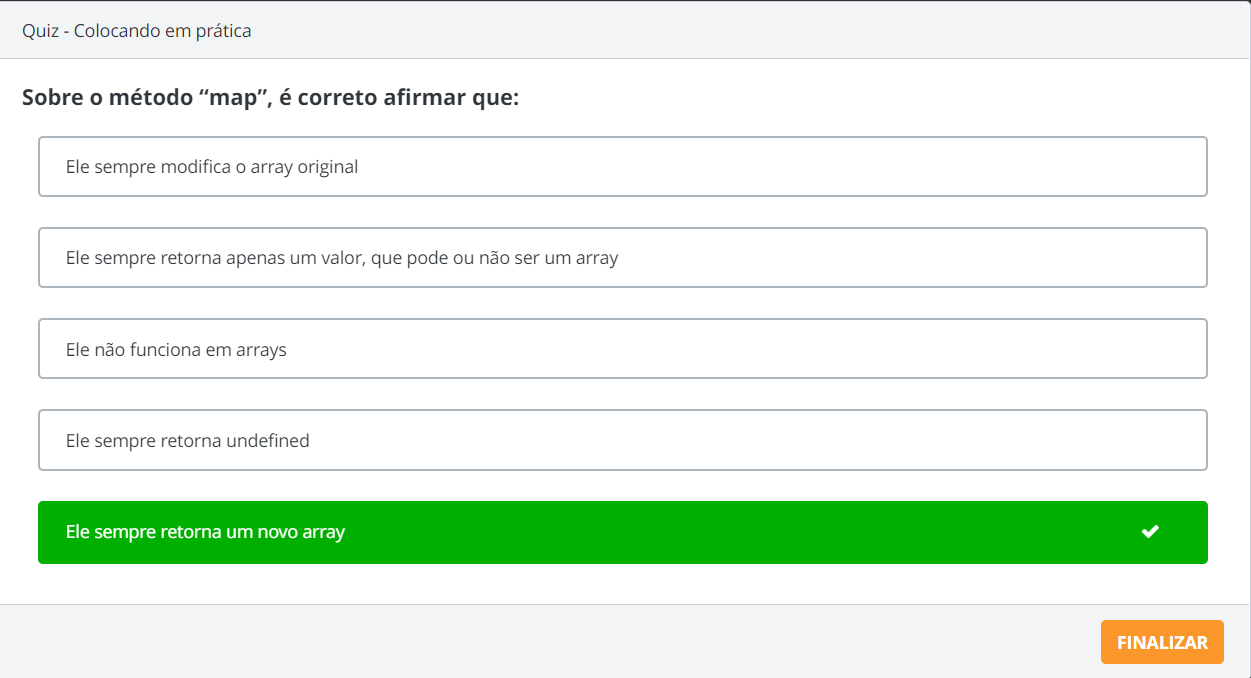 Quiz - Colocando em prática
Sobre o método “map”, é correto afirmar que:
Ele sempre modifica o array original
Ele sempre retorna apenas um valor, que pode ou não ser um array
Ele não funciona em arrays
Ele sempre retorna undefined
Ele sempre retorna um novo array
FINALIZAR